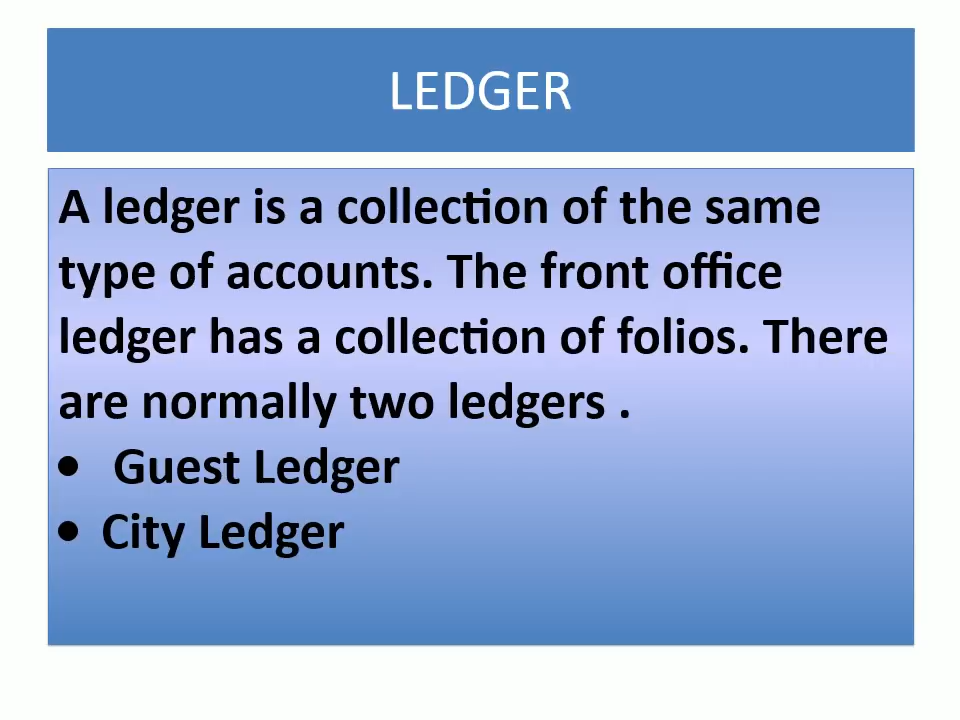 LEDGER
A ledger is a collection of the same
type of accounts. The front office
ledger has a collection of folios. There
are normally two ledgers .
• Guest Ledger
• City Ledger